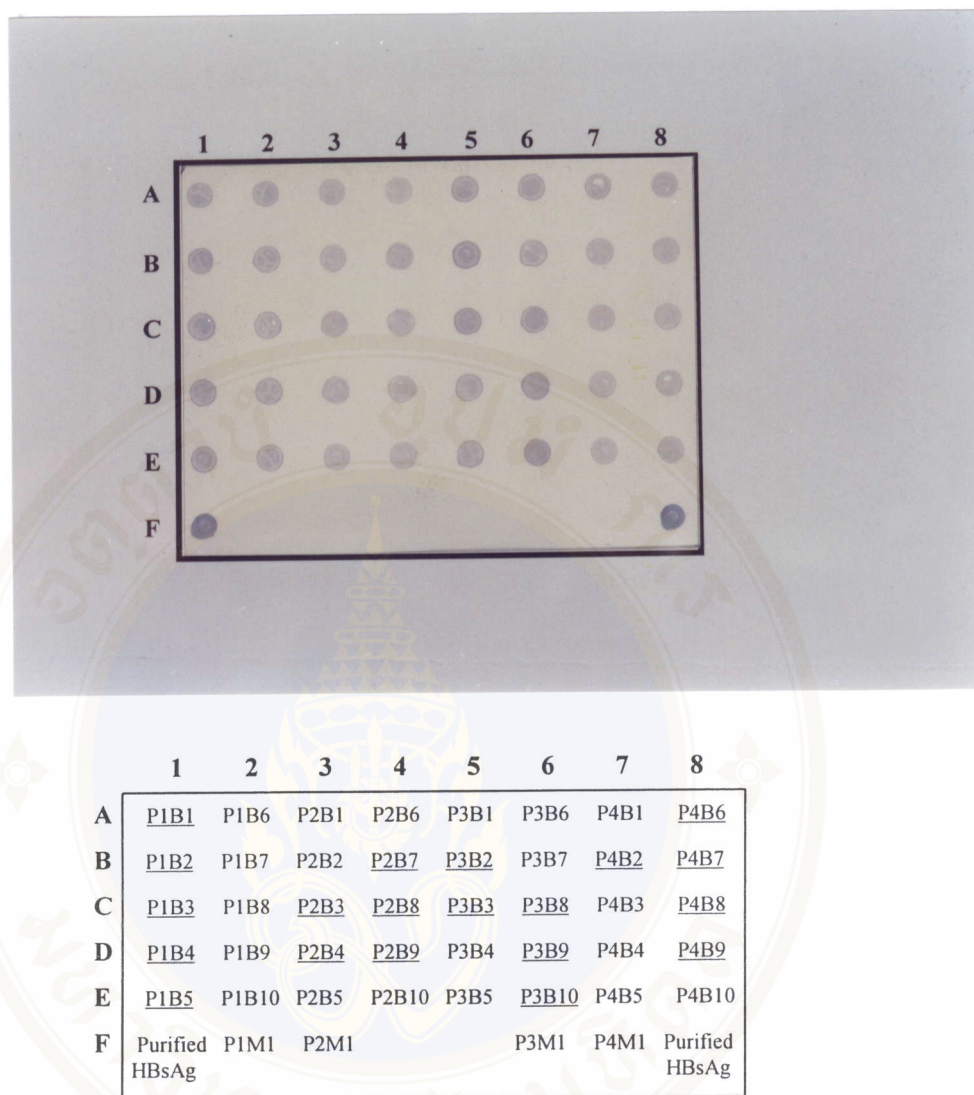 1 2 3 4 5 6 7 8
A
B
C
D
E
F
1 2 3 4 5 6 7 8
A P1B1 P1B6 P2B1 P2B6 P3B1 P3B6 P4B1 P4B6
B P1B2 P1B7 P2B2 P2B7 P3B2 P3B7 P4B2 P4B7
C P1B3 P1B8 P2B3 P2B8 P3B3 P3B8 P4B3 P4B8
D P1B4 P1B9 P2B4 P2B9 P3B4 P3B9 P4B4 P4B9
E P1B5 P1B10 P2B5 P2B10 P3B5 P3B10 P4B5 P4B10
F Purified P1M1 P2M1 P3M1 P4M1 Purified
HBsAg HBsAg